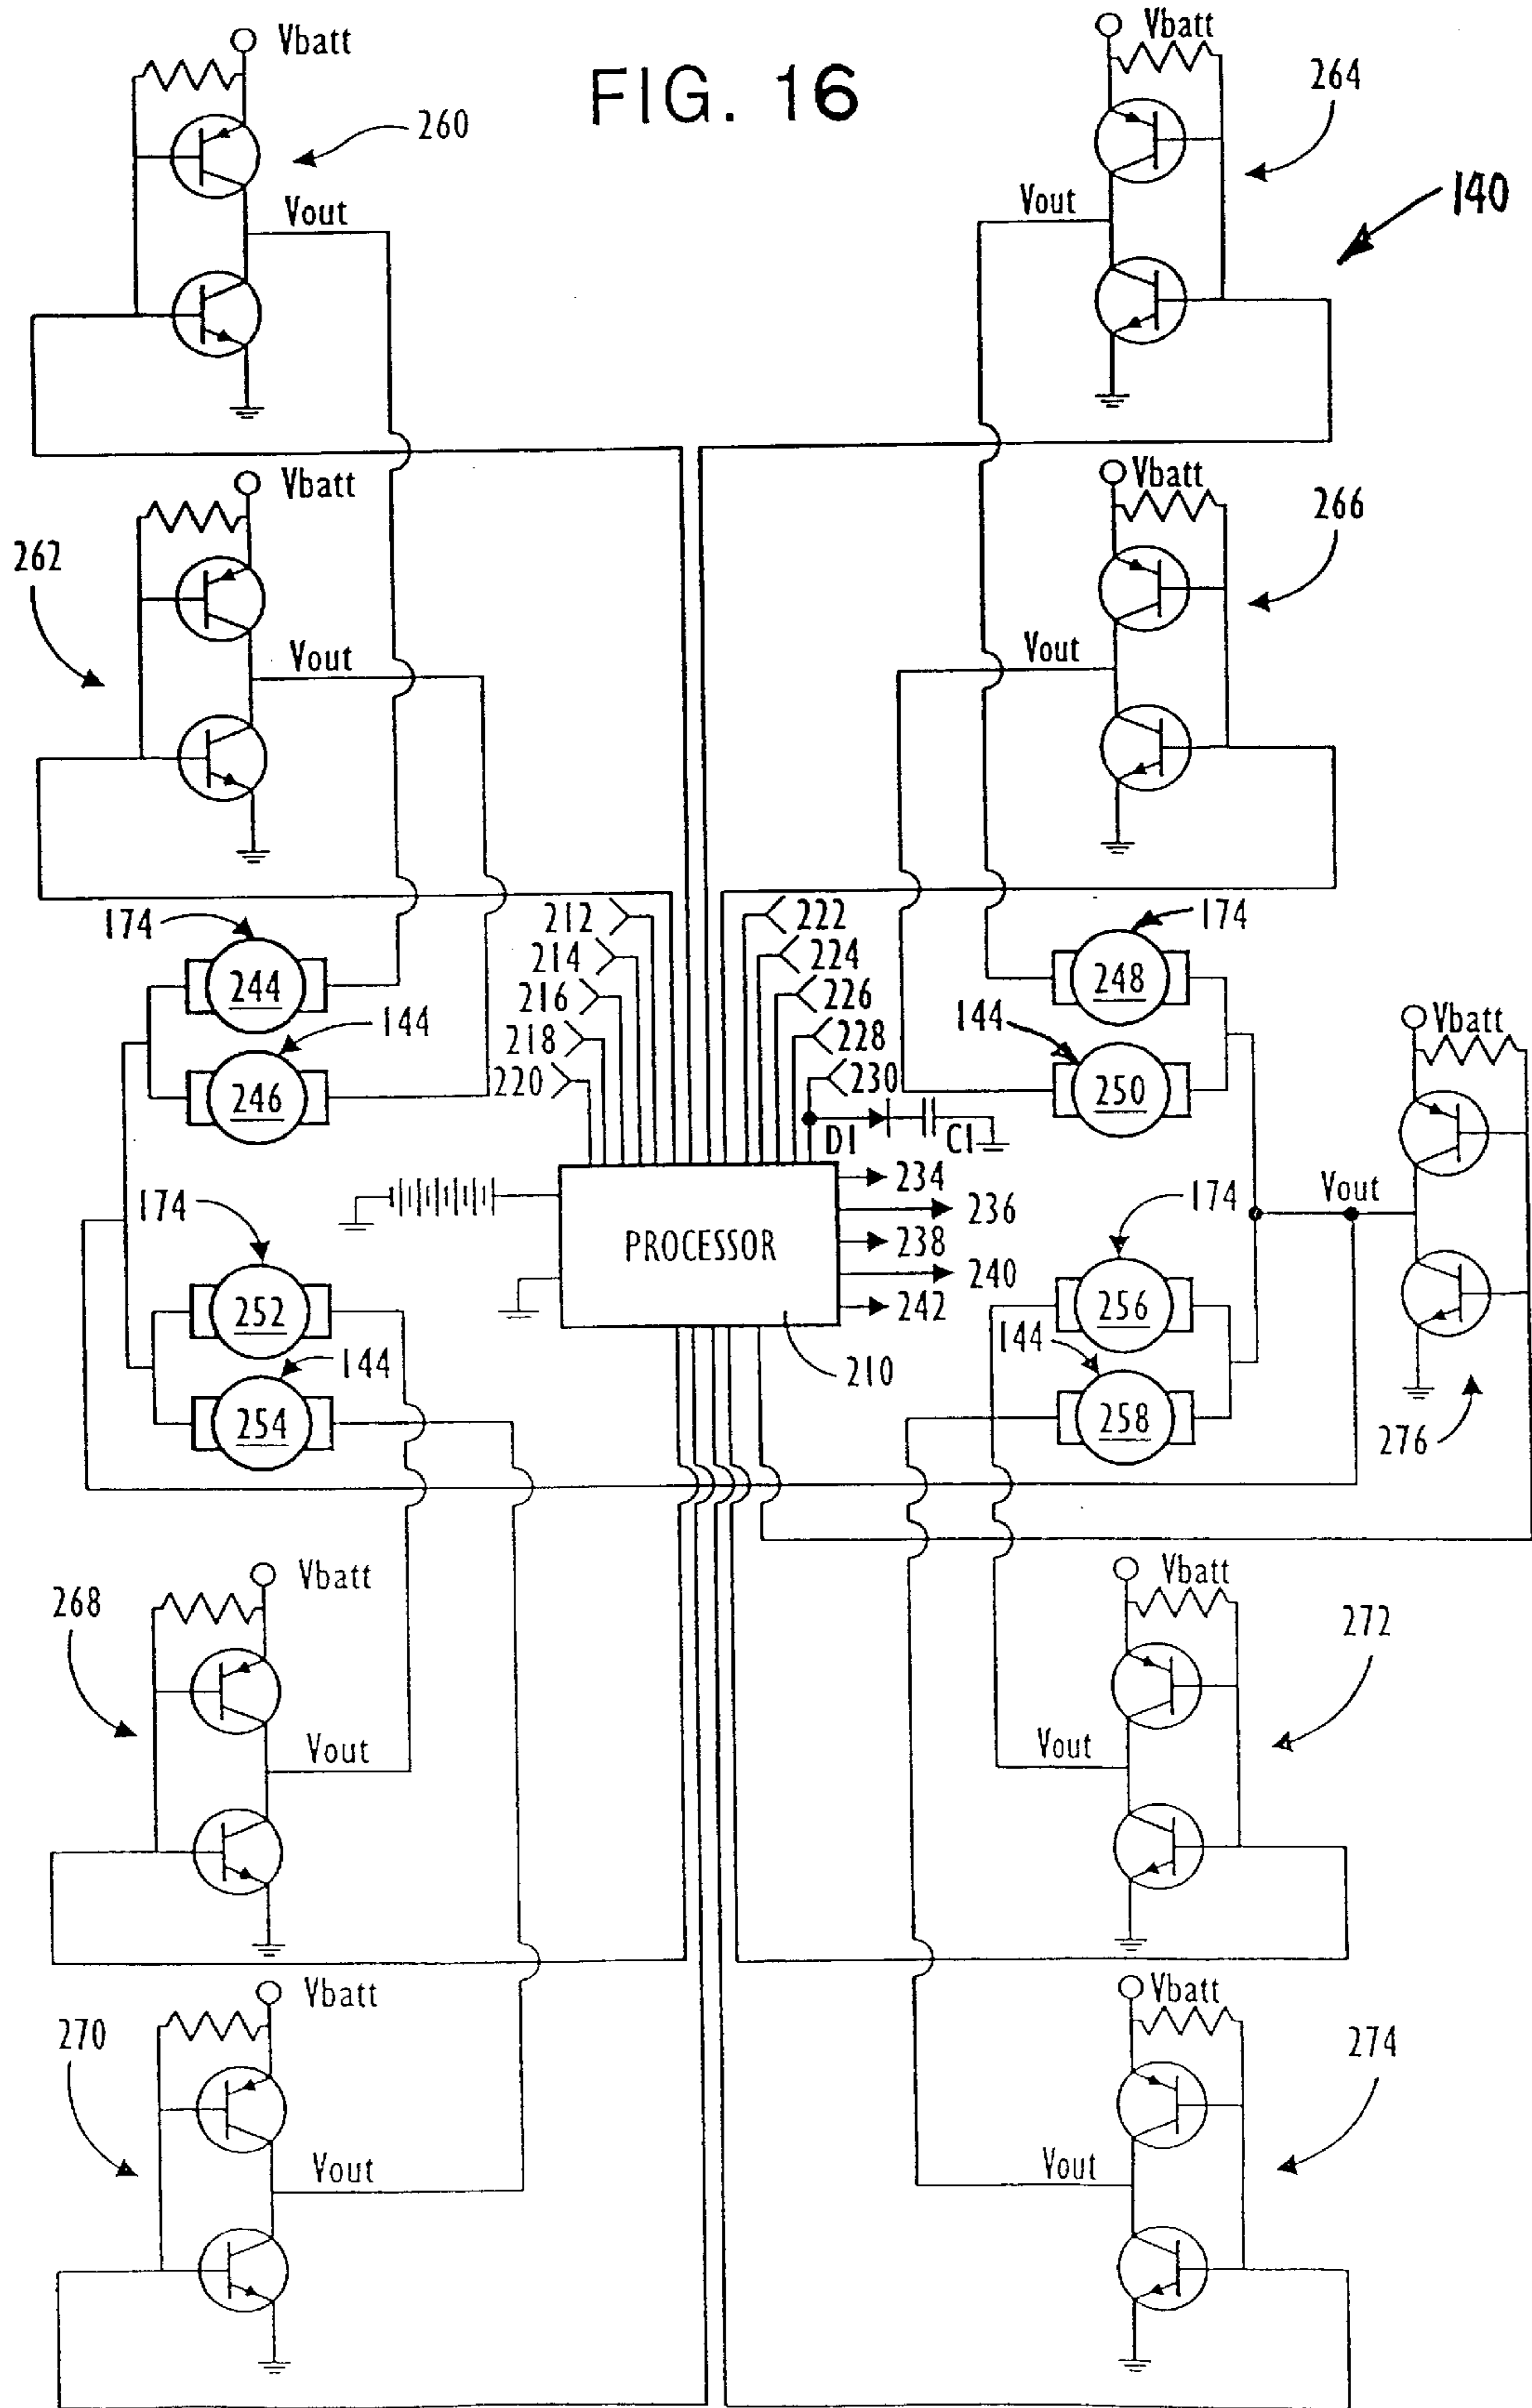 Vbatt
Vbatt
FIG. 16
260
264
140
Vout
Vout
Vbatt
Vbatt
262
266
Vout
Vout
174
212
222
174
214
224
244
216
226
248
144
218
228
144
220
230
246
250
Vbatt
D1
C1
234
174
174
Vout
236
PROCESSOR
238
252
240
256
242
144
144
210
254
258
276
Vbatt
Vbatt
268
272
Vout
Vout
Vbatt
Vbatt
270
274
Vout
Vout